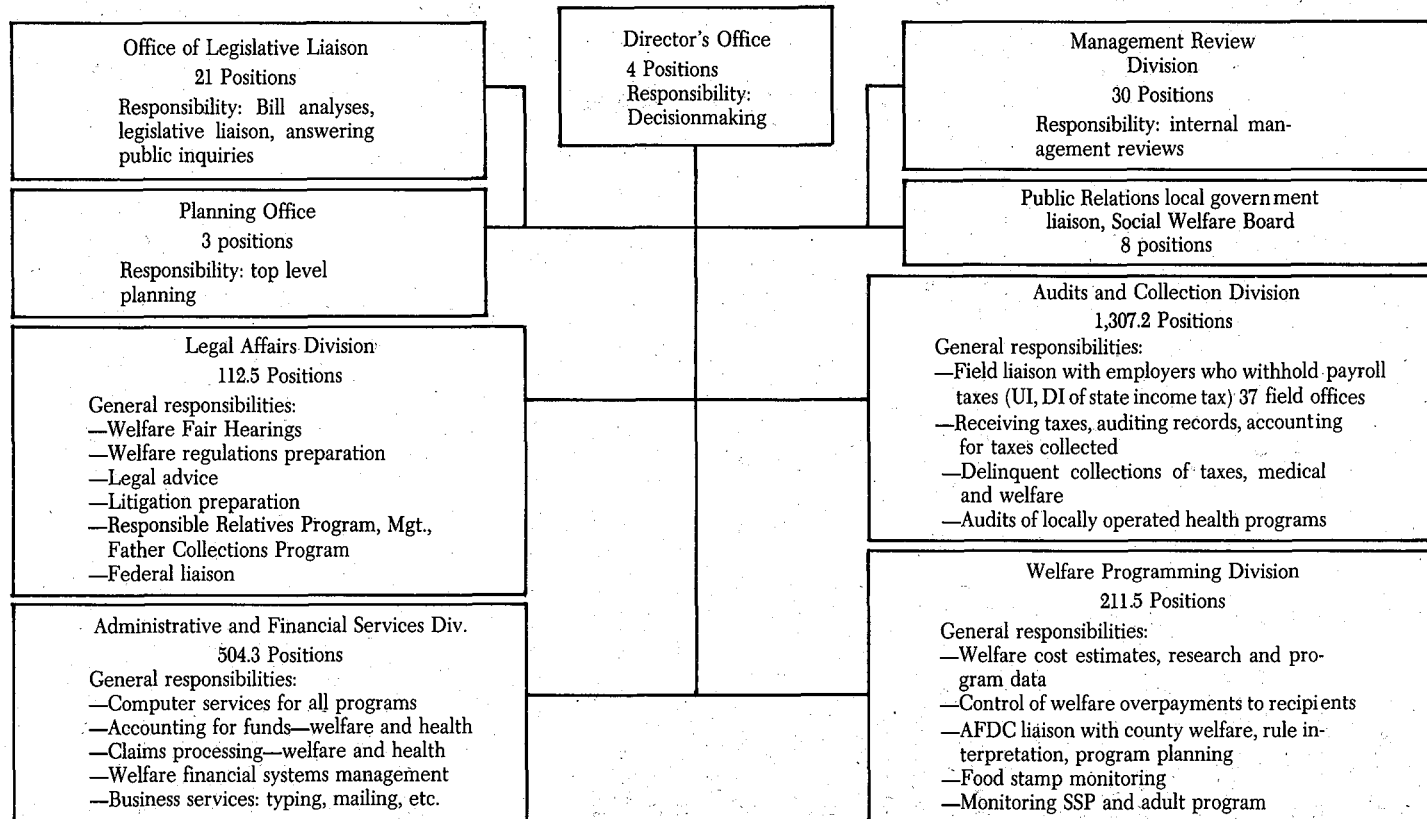 Office of Legislative Liaison
21 Positions
Responsibility: Bill analyses,
legislative liaison, answering
public inquiries
Director's Office
4 Positions
Responsibility:
Decisionmaking
Management Review
Division
30 Positions
Responsibility: internal man-
agement reviews
Planning Office
3 positions
Responsibility: top level
planning
Public Relations local government
liaison, Social Welfare Board
8 positions
Legal Affairs Division
112.5 Positions
General responsibilities:
—Welfare Fair Hearings
—Welfare regulations preparation
—Legal advice
—Litigation preparation
—Responsible Relatives Program, Mgt.,
Father Collections Program
—Federal liaison
Audits and Collection Division
1,307.2 Positions
General responsibilities:
—Field liaison with employers who withhold payroll
taxes (UI, DI of state income tax) 37 field offices
—Receiving taxes, auditing records, accounting
for taxes collected
—Delinquent collections of taxes, medical
and welfare
—Audits of locally operated health programs
Administrative and Financial Services Div.
504.3 Positions
General responsibilities:
—Computer services for all programs
—Accounting for funds—welfare and health
—Claims processing—welfare and health
—Welfare financial systems management
—Business services: typing, mailing, etc.
Welfare Programming Division
211.5 Positions
General responsibilities:
—Welfare cost estimates, research and pro-
gram data
—Control of welfare overpayments to recipients
—AFDC liaison with county welfare, rule in-
terpretation, program planning
—Food stamp monitoring
—Monitoring SSP and adult program